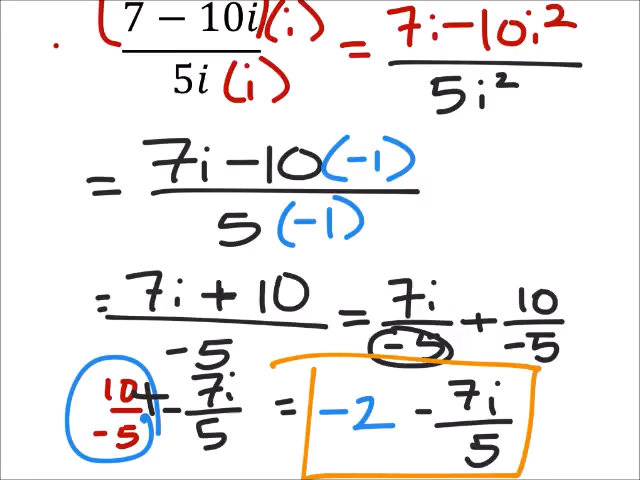 (7 − 10i)(i) / 5i(i) = 7i − 10i² / 5i²
= 7i − 10(−1) / 5(−1)
= 7i + 10 / −5 = 7i / −5 + 10 / −5
10 / −5 + − 7i / 5 = −2 − 7i / 5